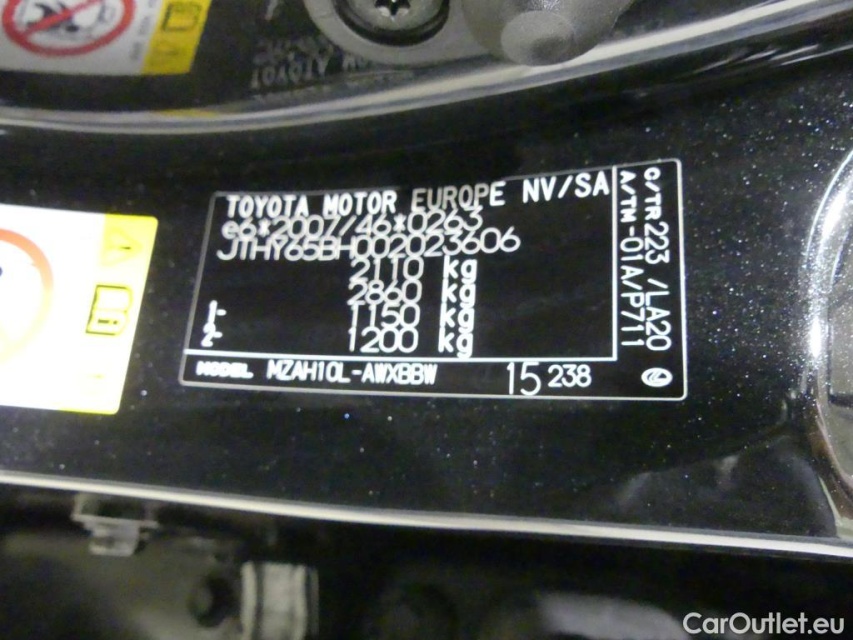 TOYOTA MOTOR EUROPE NV/SA
e6*2007/46*0263
JTHY65BH002023606
2110 kg
2860 kg
1- 1150 kg
2- 1200 kg
MODEL MZAH10L-AWXBBW 15 238
C/TR 223 /LA20
A/TM -01A/P711
CarOutlet.eu